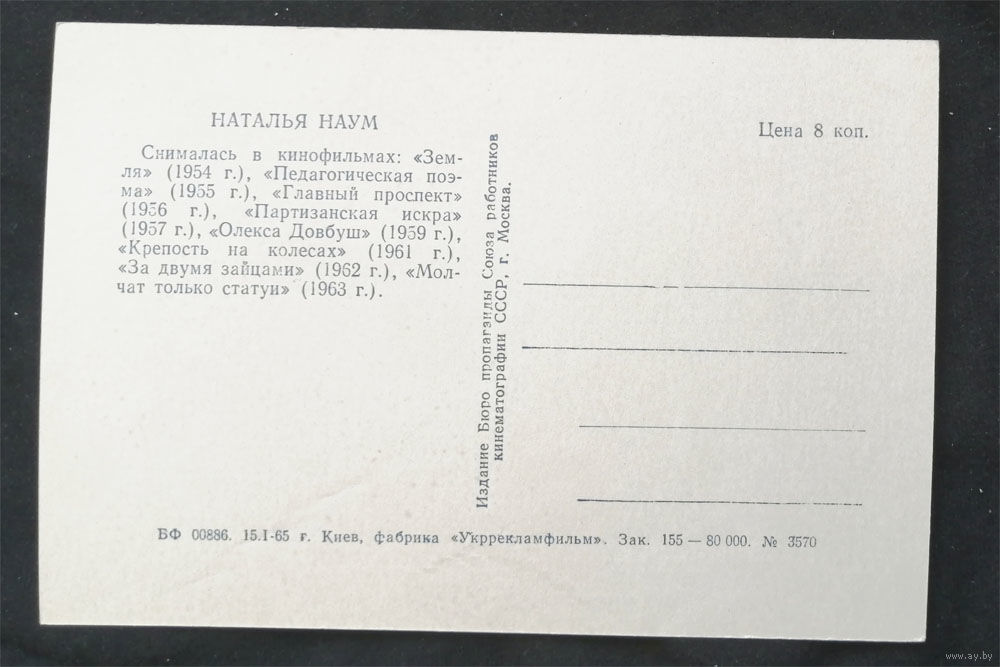 НАТАЛЬЯ НАУМ
Снималась в кинофильмах: «Зем-
ля» (1954 г.), «Педагогическая поэ-
ма» (1955 г.), «Главный проспект»
(1956 г.), «Партизанская искра»
(1957 г.), «Олекса Довбуш» (1959 г.),
«Крепость на колесах» (1961 г.),
«За двумя зайцами» (1962 г.), «Мол-
чат только статуи» (1963 г.).
Издание Бюро пропаганды Союза работников
кинематографии СССР, г. Москва.
Цена 8 коп.
БФ 00886. 15.I-65 г. Киев, фабрика «Укррекламфильм». Зак. 155 — 80 000. № 3570
www.ay.by